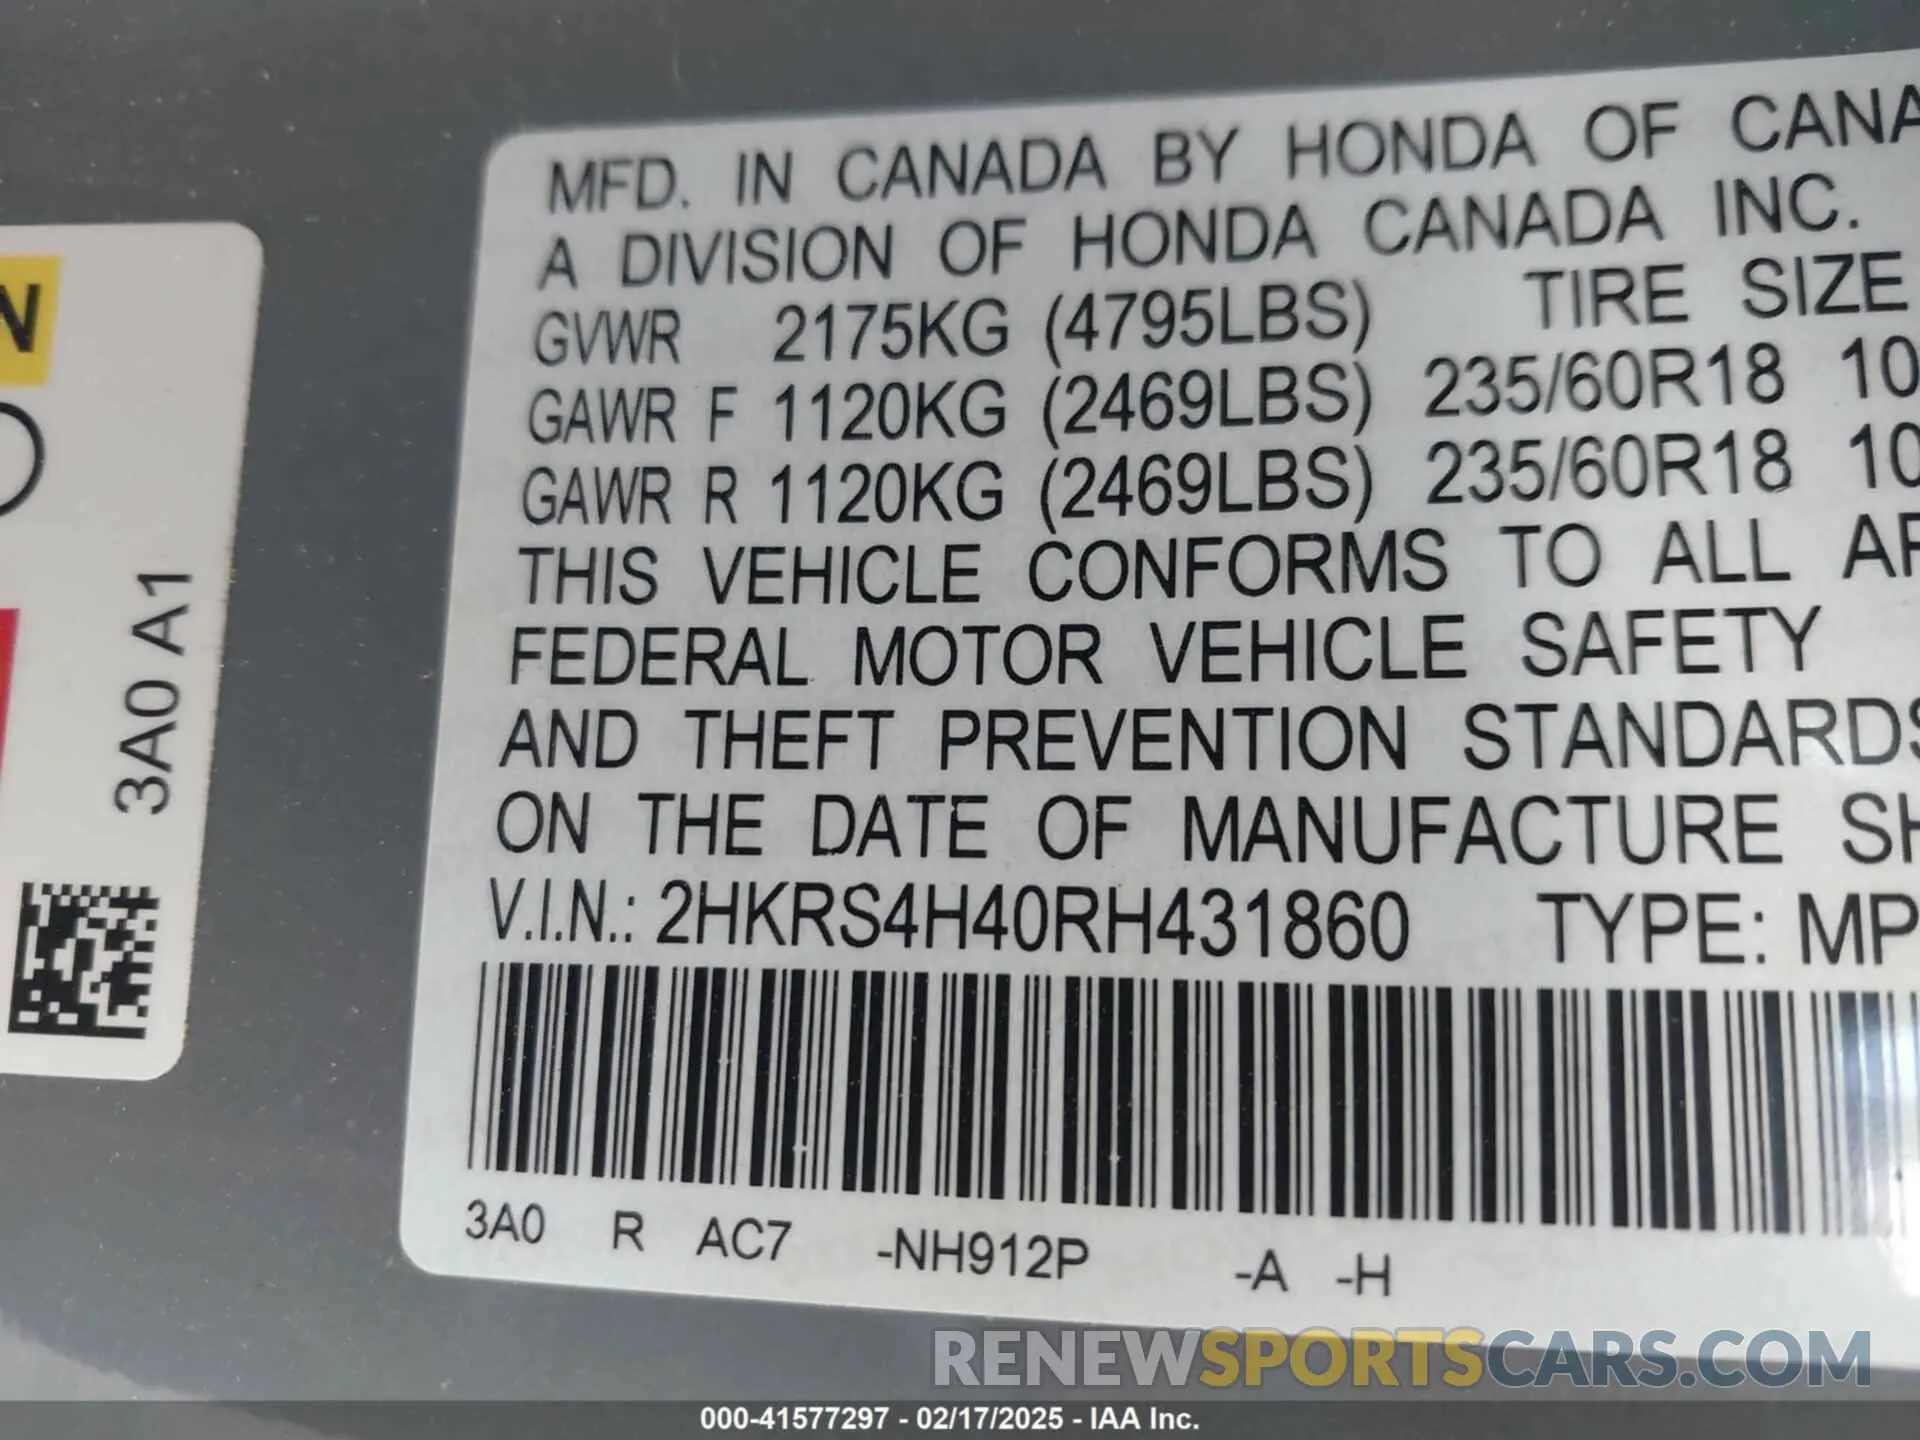 MFD. IN CANADA BY HONDA OF
A DIVISION OF HONDA CANADA INC.
GVWR 2175KG (4795LBS) TIRE SIZE
GAWR F 1120KG (2469LBS) 235/60R18 10
GAWR R 1120KG (2469LBS) 235/60R18 10
THIS VEHICLE CONFORMS TO ALL
FEDERAL MOTOR VEHICLE SAFETY
AND THEFT PREVENTION STANDARDS
ON THE DATE OF MANUFACTURE
V.I.N.: 2HKRS4H40RH431860 TYPE: MP
3A0 R AC7 -NH912P -A -H
N
3A0 A1
RENEWSPORTSCARS.COM
000-41577297 - 02/17/2025 - IAA Inc.